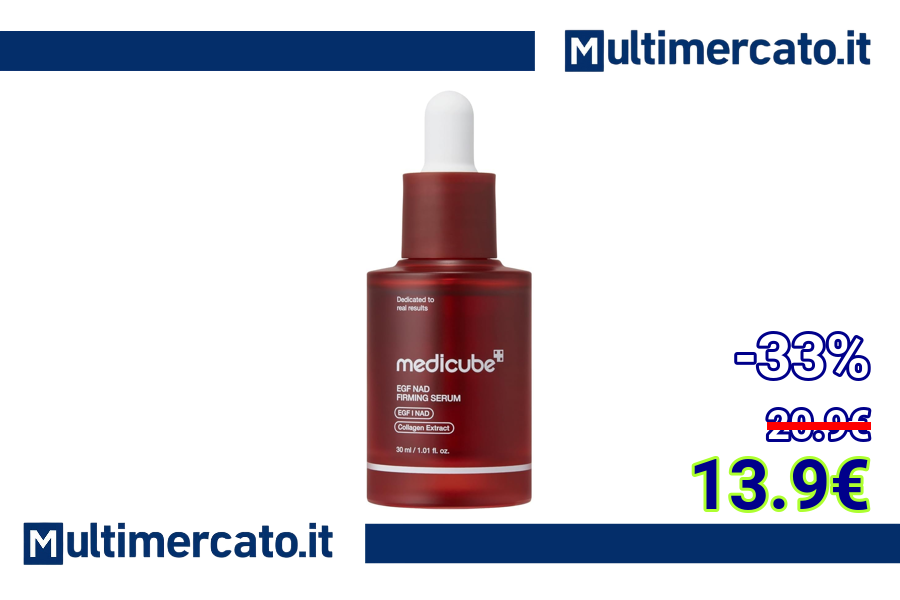 Multimercato.it
Dedicated to
real results
medicube
EGF NAD
FIRMING SERUM
EGF I NAD
Collagen Extract
30 ml / 1.01 fl. oz.
-33%
20.9€
13.9€
Multimercato.it